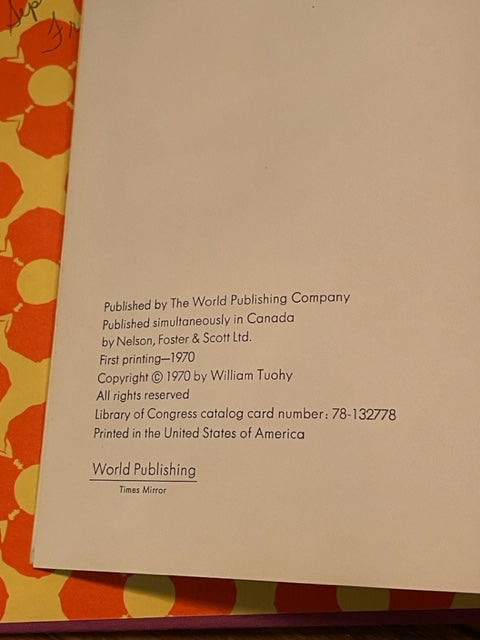 Sep
Fr
Published by The World Publishing Company
Published simultaneously in Canada
by Nelson, Foster & Scott Ltd.
First printing—1970
Copyright © 1970 by William Tuohy
All rights reserved
Library of Congress catalog card number: 78-132778
Printed in the United States of America
World Publishing
Times Mirror